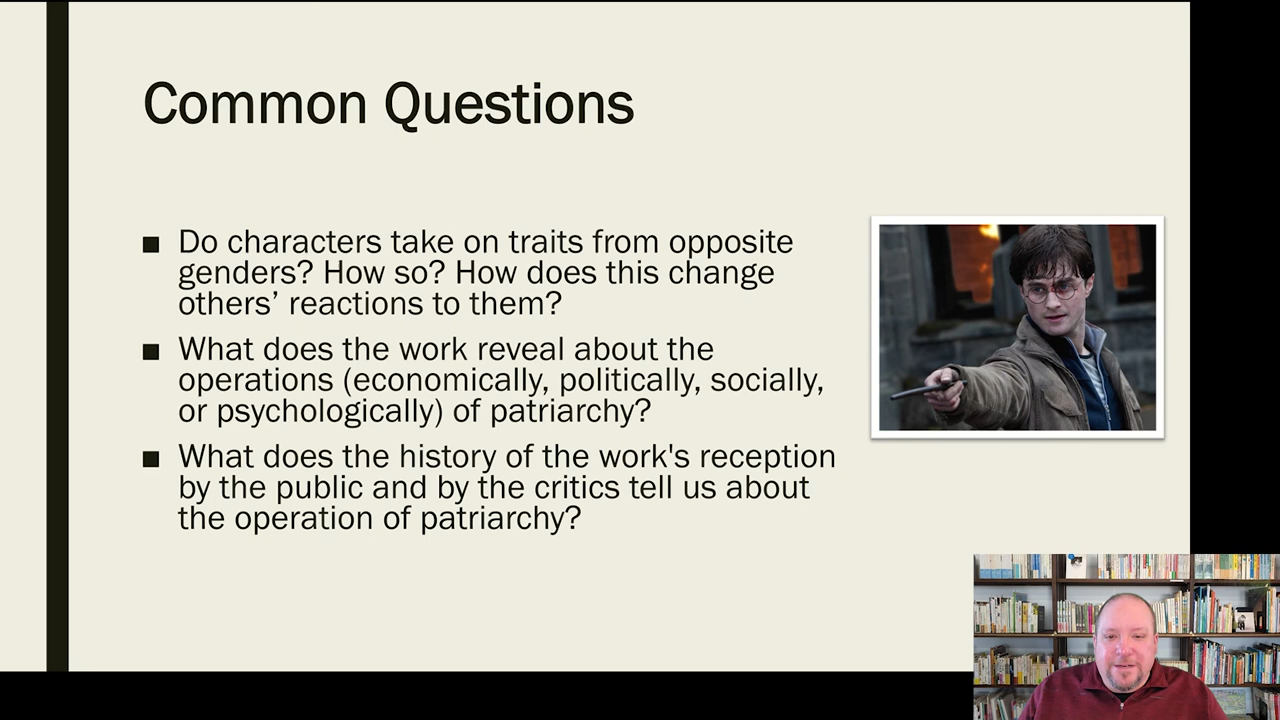 Common Questions
■ Do characters take on traits from opposite
genders? How so? How does this change
others’ reactions to them?
■ What does the work reveal about the
operations (economically, politically, socially,
or psychologically) of patriarchy?
■ What does the history of the work's reception
by the public and by the critics tell us about
the operation of patriarchy?